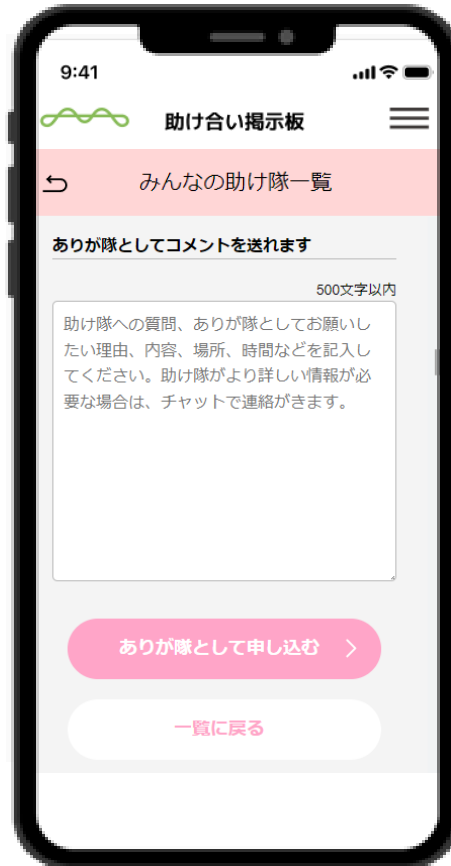 9:41
助け合い掲示板
みんなの助け隊一覧
ありが隊としてコメントを送れます
500文字以内
助け隊への質問、ありが隊としてお願いし
たい理由、内容、場所、時間などを記入し
てください。助け隊がより詳しい情報が必
要な場合は、チャットで連絡がきます。
ありが隊として申し込む
一覧に戻る